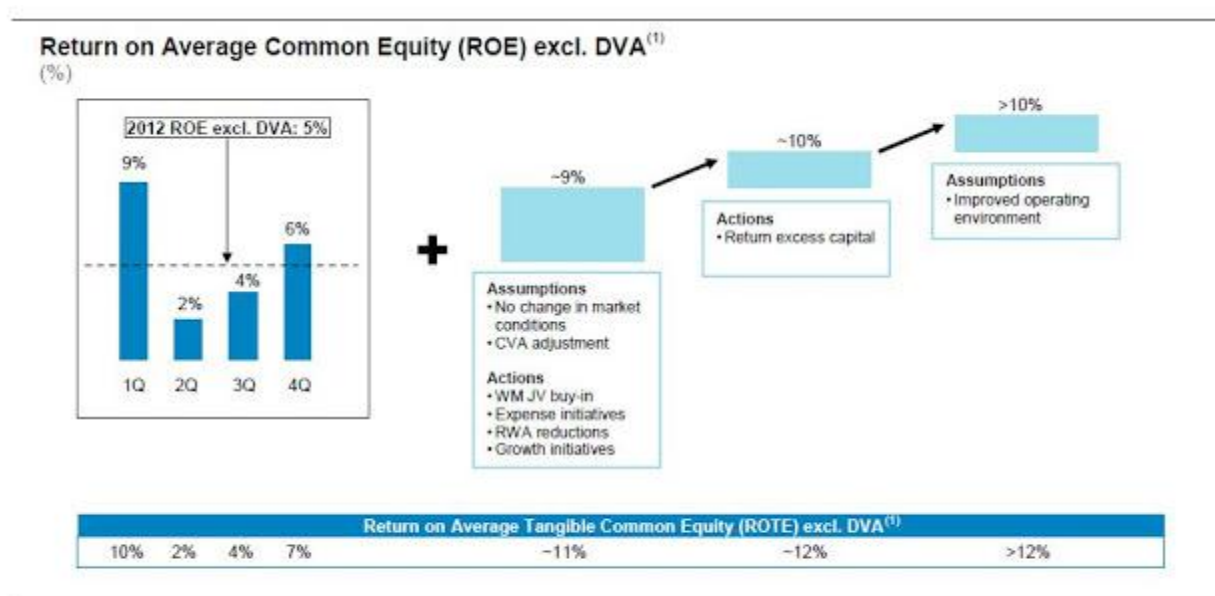 Return on Average Common Equity (ROE) excl. DVA(1)
(%)
2012 ROE excl. DVA: 5%
9%
2%
4%
6%
1Q 2Q 3Q 4Q
+
~9%
Assumptions
• No change in market
conditions
• CVA adjustment
Actions
• WM JV buy-in
• Expense initiatives
• RWA reductions
• Growth initiatives
~10%
Actions
• Return excess capital
>10%
Assumptions
• Improved operating
environment
Return on Average Tangible Common Equity (ROTE) excl. DVA(1)
10% 2% 4% 7% ~11% ~12% >12%